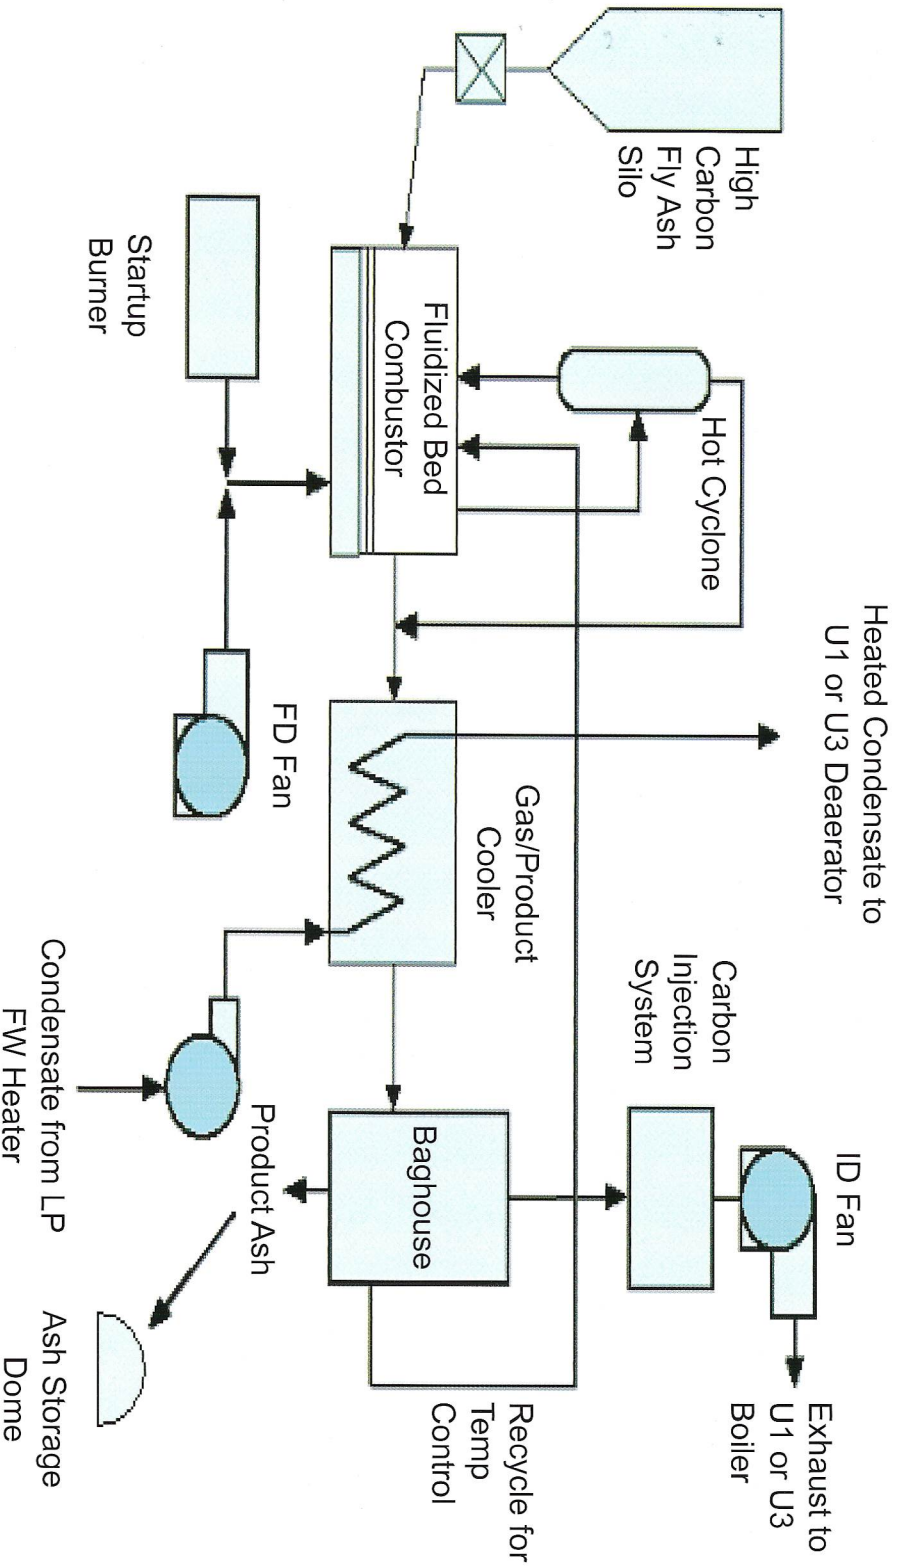 High
Carbon
Fly Ash
Silo
Heated Condensate to
U1 or U3 Deaerator
ID Fan
Exhaust to
U1 or U3
Boiler
Hot Cyclone
Carbon
Injection
System
Gas/Product
Cooler
Recycle for
Temp
Control
Fluidized Bed
Combustor
Baghouse
Startup
Burner
FD Fan
Product Ash
Condensate from LP
FW Heater
Ash Storage
Dome